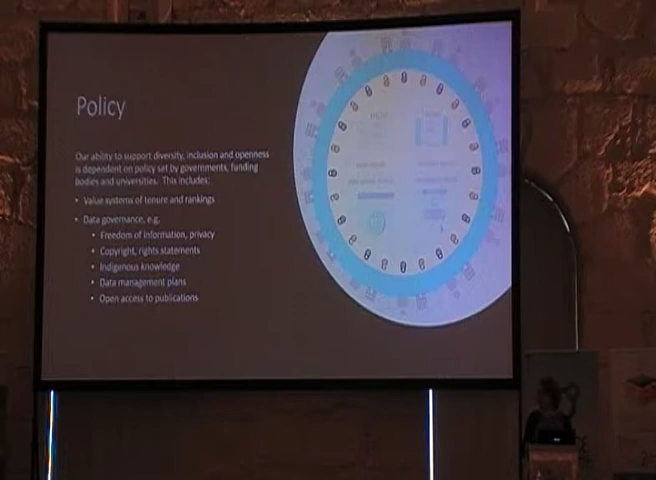 Policy
Our ability to support diversity, inclusion and openness
is dependent on policy set by governments, funding
bodies and universities. This includes:
• Value systems of tenure and rankings
• Data governance, e.g.
• Freedom of information, privacy
• Copyright, rights statements
• Indigenous knowledge
• Data management plans
• Open access to publications